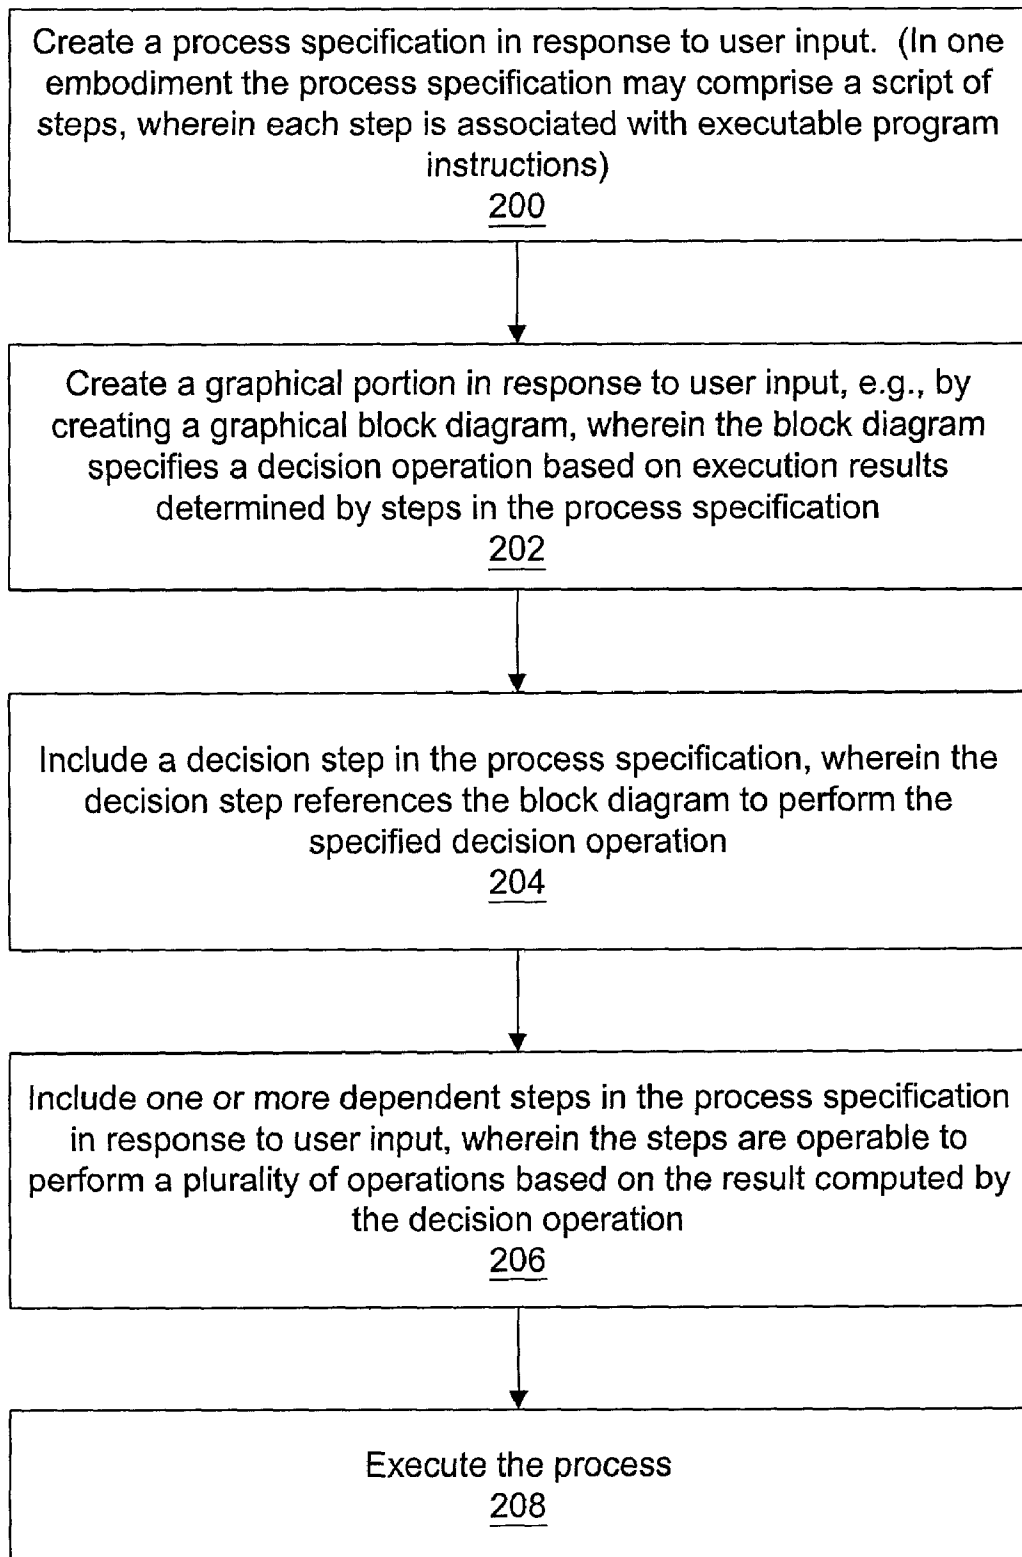 Create a process specification in response to user input.  (In one
embodiment the process specification may comprise a script of
steps, wherein each step is associated with executable program
instructions)
200
Create a graphical portion in response to user input, e.g., by
creating a graphical block diagram, wherein the block diagram
specifies a decision operation based on execution results
determined by steps in the process specification
202
Include a decision step in the process specification, wherein the
decision step references the block diagram to perform the
specified decision operation
204
Include one or more dependent steps in the process specification
in response to user input, wherein the steps are operable to
perform a plurality of operations based on the result computed by
the decision operation
206
Execute the process
208